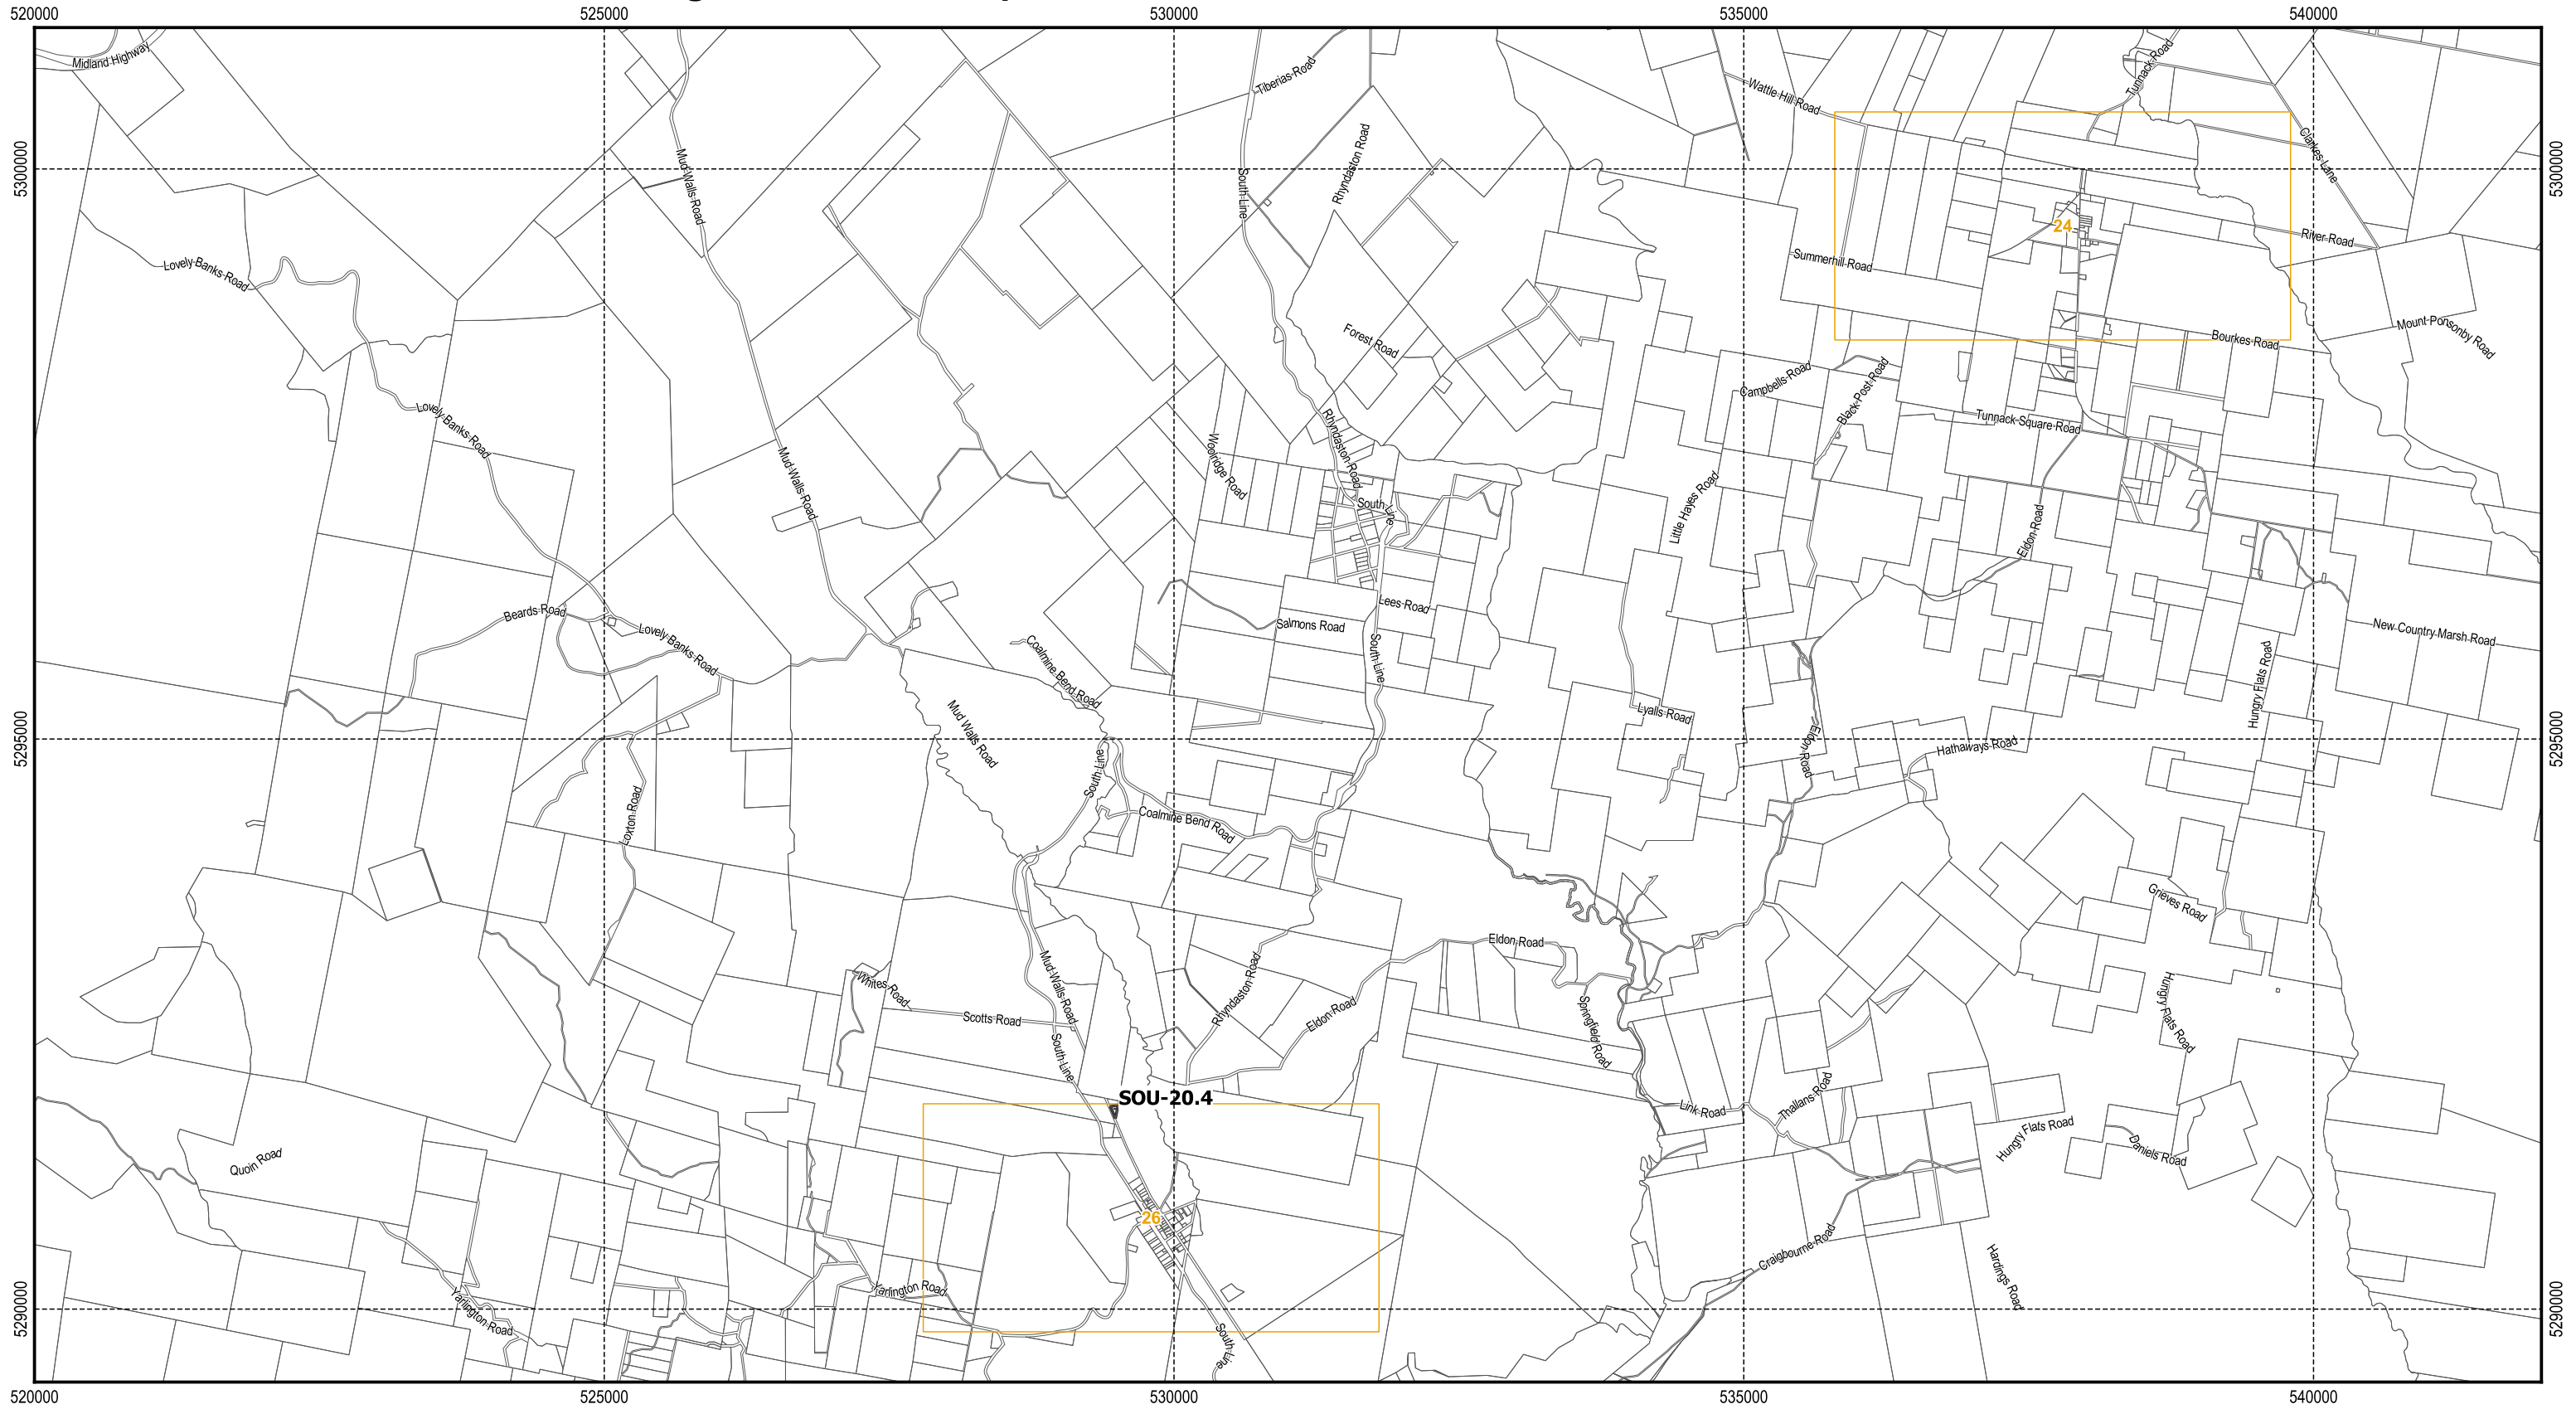 520000
525000
530000
535000
540000
Midland Highway
Tiberias Road
Tunnack Road
Wattle Hill Road
5300000
Mud Walls Road
Rhyndaston Road
South Line
Clarkes Lane
5300000
24
River Road
Lovely Banks Road
Summerhill Road
Forest Road
Mount Ponsonby Road
Bourkes Road
Campbells Road
Black Post Road
Lovely Banks Road
Rhyndaston Road
Tunnack Square Road
Woolridge Road
Mud Walls Road
South Line
Little Hayes Road
Eldon Road
Beards Road
Lees Road
Salmons Road
Lovely Banks Road
New Country Marsh Road
Coalmine Bend Road
South Line
Hungry Flats Road
Mud Walls Road
Lyalls Road
5295000
Eldon Road
Hathaways Road
5295000
South Line
Loxton Road
Coalmine Bend Road
Grieves Road
Eldon Road
Whites Road
Mud Walls Road
Rhyndaston Road
Eldon Road
Springfield Road
Hungry Flats Road
Scotts Road
South Line
SOU-20.4
Link Road
Thallans Road
Hungry Flats Road
Daniels Road
Quoin Road
26
Craigbourne Road
Hardings Road
Yarlington Road
5290000
Yarlington Road
South Line
5290000
520000
525000
530000
535000
540000